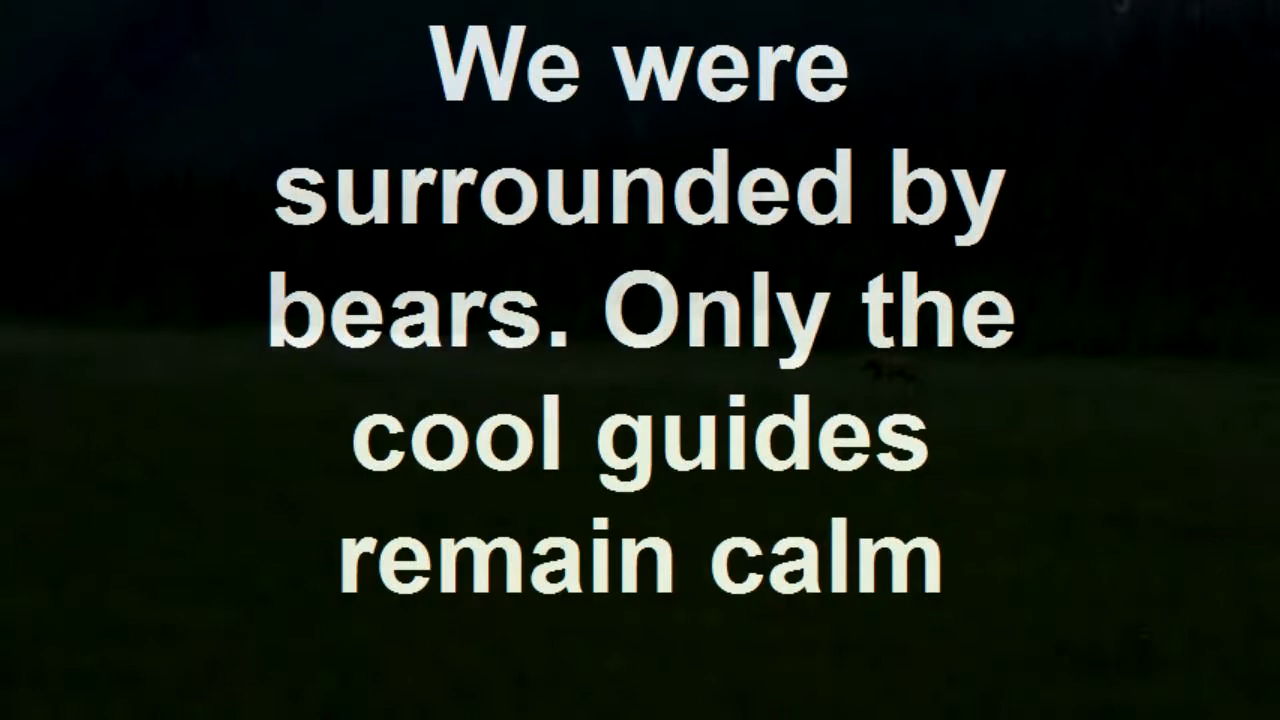 We were
surrounded by
bears. Only the
cool guides
remain calm